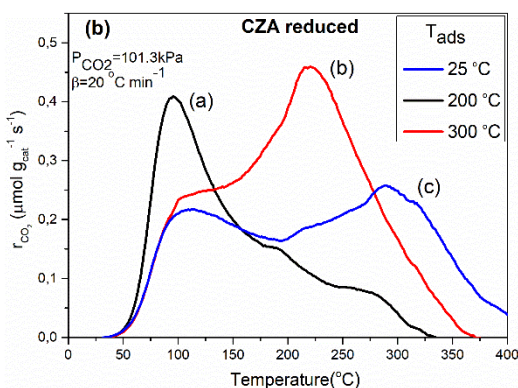 (b)
CZA reduced
P_CO2=101.3kPa
β=20 °C min⁻¹
T_ads
25 °C
200 °C
300 °C
(a)
(b)
(c)
0,5
0,4
0,3
0,2
0,1
0,0
r_CO, (μmol g_cat⁻¹ s⁻¹)
0 50 100 150 200 250 300 350 400
Temperature(°C)